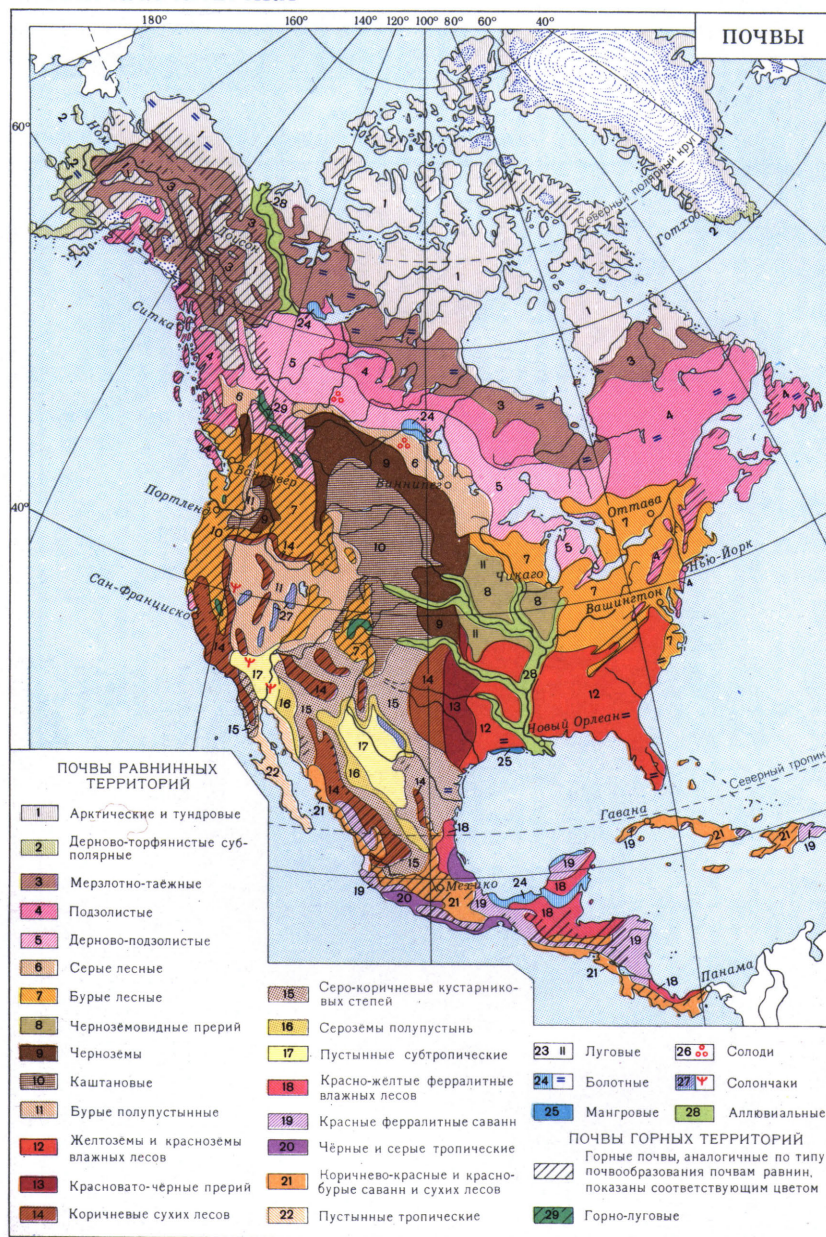 180°
160°
140°
120°
100°
80°
60°
40°
ПОЧВЫ
60°
40°
Ном
Северный полярный круг
Готхоб
Ситка
Ванкувер
Виннипег
Портленд
Оттава
Чикаго
Нью-Йорк
Вашингтон
Сан-Франциско
Новый Орлеан
Северный тропик
Гавана
Мехико
Панама
ПОЧВЫ РАВНИННЫХ
ТЕРРИТОРИЙ
1 Арктические и тундровые
2 Дерново-торфянистые суб-
полярные
3 Мерзлотно-таёжные
4 Подзолистые
5 Дерново-подзолистые
6 Серые лесные
7 Бурые лесные
8 Чернозёмовидные прерий
9 Чернозёмы
10 Каштановые
11 Бурые полупустынные
12 Желтозёмы и краснозёмы
влажных лесов
13 Красновато-чёрные прерий
14 Коричневые сухих лесов
15 Серо-коричневые кустарнико-
вых степей
16 Серозёмы полупустынь
17 Пустынные субтропические
18 Красно-жёлтые ферралитные
влажных лесов
19 Красные ферралитные саванн
20 Чёрные и серые тропические
21 Коричнево-красные и красно-
бурые саванн и сухих лесов
22 Пустынные тропические
23 Луговые
24 Болотные
25 Мангровые
26 Солоди
27 Солончаки
28 Аллювиальные
ПОЧВЫ ГОРНЫХ ТЕРРИТОРИЙ
Горные почвы, аналогичные по типу
почвообразования почвам равнин,
показаны соответствующим цветом
29 Горно-луговые